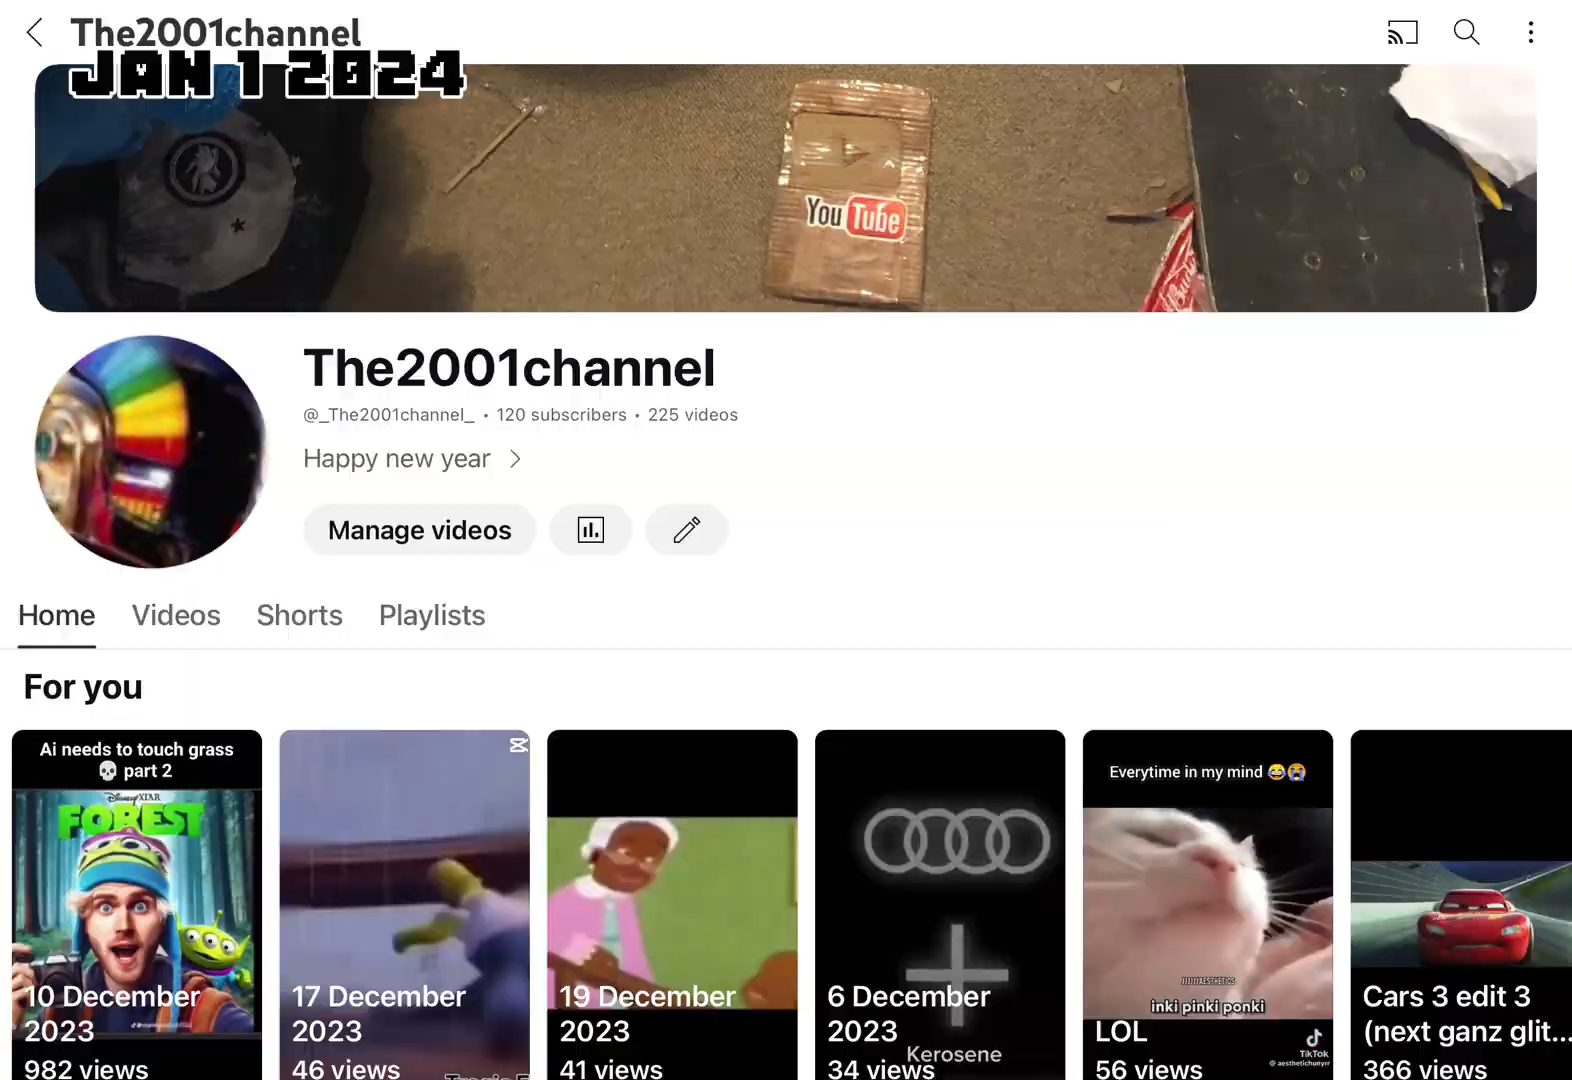 The2001channel
JAN 1 2024
You Tube
The2001channel
@_The2001channel_ • 120 subscribers • 225 videos
Happy new year
Manage videos
Home Videos Shorts Playlists
For you
Ai needs to touch grass
💀 part 2
FOREST
10 December
2023
982 views
17 December
2023
46 views
19 December
2023
41 views
6 December
2023
Kerosene
34 views
Everytime in my mind 😂😭
inki pinki ponki
LOL
TikTok
56 views
Cars 3 edit 3
(next ganz glit...
366 views